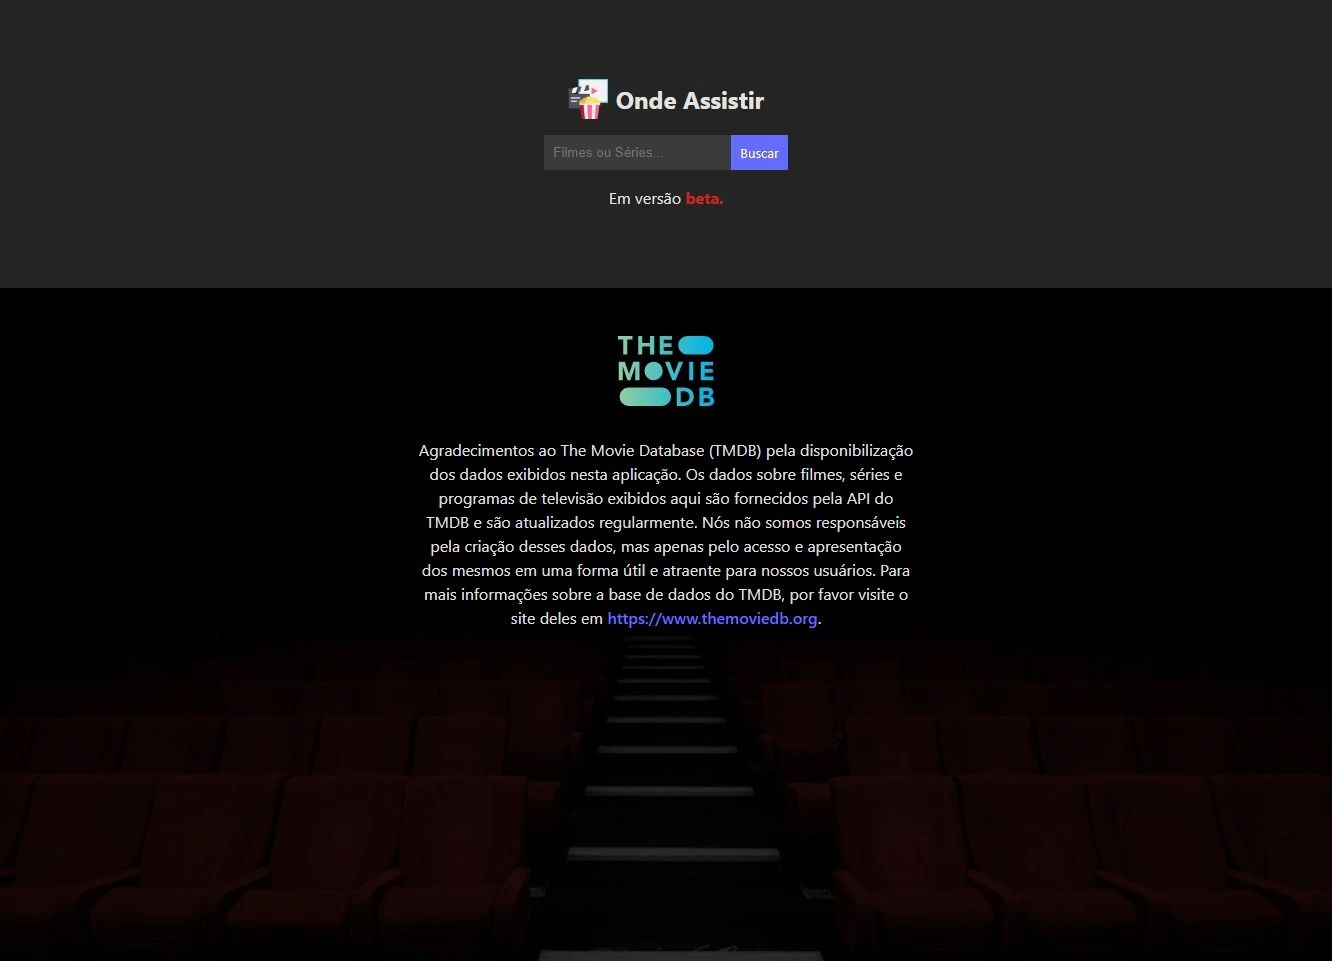 Onde Assistir
Filmes ou Séries...
Buscar
Em versão beta.
THE
MOVIE
DB
Agradecimentos ao The Movie Database (TMDB) pela disponibilização
dos dados exibidos nesta aplicação. Os dados sobre filmes, séries e
programas de televisão exibidos aqui são fornecidos pela API do
TMDB e são atualizados regularmente. Nós não somos responsáveis
pela criação desses dados, mas apenas pelo acesso e apresentação
dos mesmos em uma forma útil e atraente para nossos usuários. Para
mais informações sobre a base de dados do TMDB, por favor visite o
site deles em https://www.themoviedb.org.